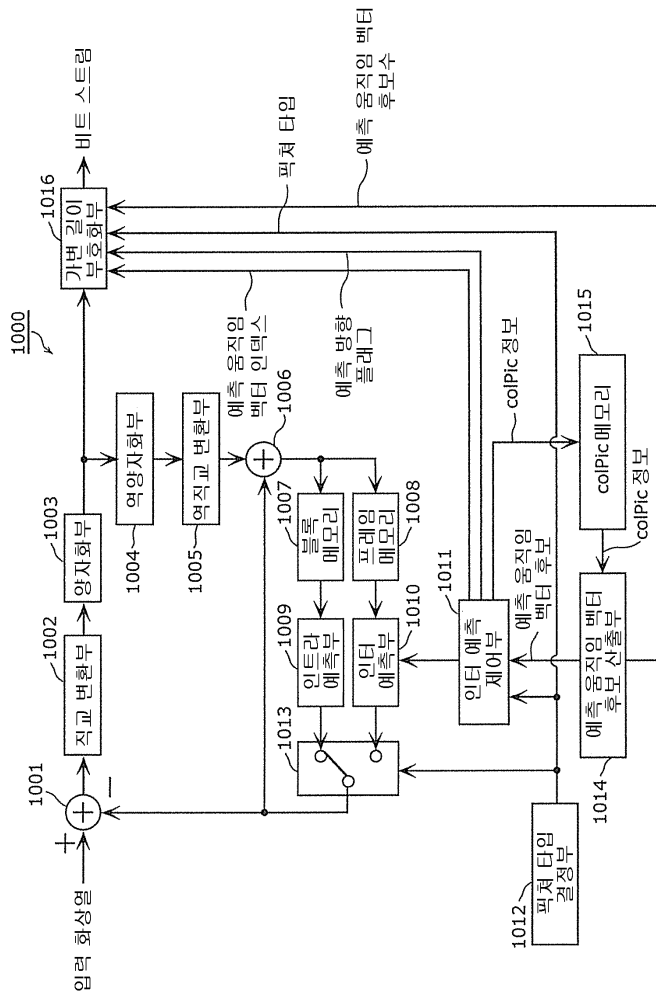 1000
입력 화상열
+
−
1001
1002
직교 변환부
1003
양자화부
1016
가변 길이
부호화부
비트 스트림
1004
역양자화부
1005
역직교 변환부
1006
예측 움직임
벡터 인덱스
예측 방향
플래그
픽쳐 타입
예측 움직임 벡터
후보수
1007
블록
메모리
1008
프레임
메모리
1009
인트라
예측부
1010
인터
예측부
1013
1011
인터 예측
제어부
colPic 정보
1015
colPic 메모리
colPic 정보
예측 움직임
벡터 후보
1014
예측 움직임 벡터
후보 산출부
1012
픽쳐 타입
결정부